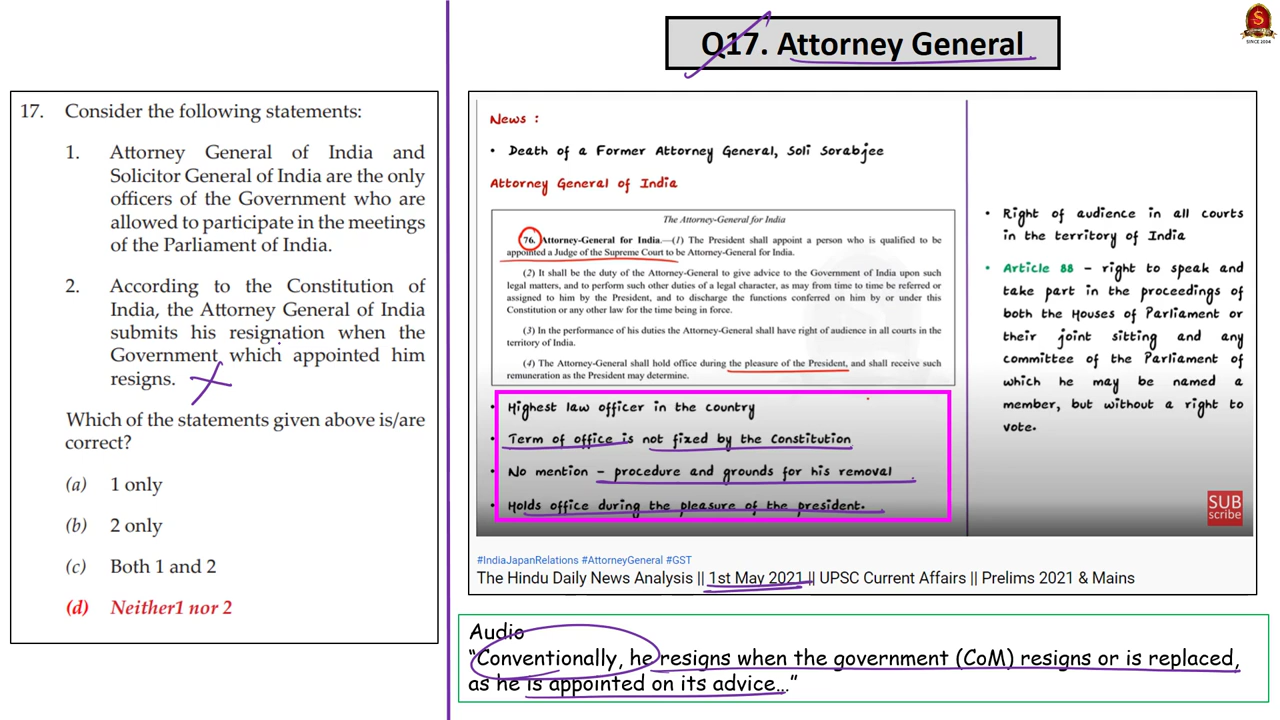 Q17. Attorney General
SINCE 2004
17. Consider the following statements:
1. Attorney General of India and
Solicitor General of India are the only
officers of the Government who are
allowed to participate in the meetings
of the Parliament of India.
2. According to the Constitution of
India, the Attorney General of India
submits his resignation when the
Government which appointed him
resigns.
Which of the statements given above is/are
correct?
(a) 1 only
(b) 2 only
(c) Both 1 and 2
(d) Neither1 nor 2
News :
• Death of a Former Attorney General, Soli Sorabjee
Attorney General of India
The Attorney-General for India
76. Attorney-General for India.—(1) The President shall appoint a person who is qualified to be
appointed a Judge of the Supreme Court to be Attorney-General for India.
(2) It shall be the duty of the Attorney-General to give advice to the Government of India upon such
legal matters, and to perform such other duties of a legal character, as may from time to time be referred or
assigned to him by the President, and to discharge the functions conferred on him by or under this
Constitution or any other law for the time being in force.
(3) In the performance of his duties the Attorney-General shall have right of audience in all courts in the
territory of India.
(4) The Attorney-General shall hold office during the pleasure of the President, and shall receive such
remuneration as the President may determine.
• Highest law officer in the country
• Term of office is not fixed by the Constitution
• No mention – procedure and grounds for his removal
• Holds office during the pleasure of the president.
• Right of audience in all courts
in the territory of India
• Article 88 – right to speak and
take part in the proceedings of
both the Houses of Parliament or
their joint sitting and any
committee of the Parliament of
which he may be named a
member, but without a right to
vote.
SUB
scribe
#IndiaJapanRelations #AttorneyGeneral #GST
The Hindu Daily News Analysis || 1st May 2021 || UPSC Current Affairs || Prelims 2021 & Mains
Audio
“Conventionally, he resigns when the government (CoM) resigns or is replaced,
as he is appointed on its advice…”